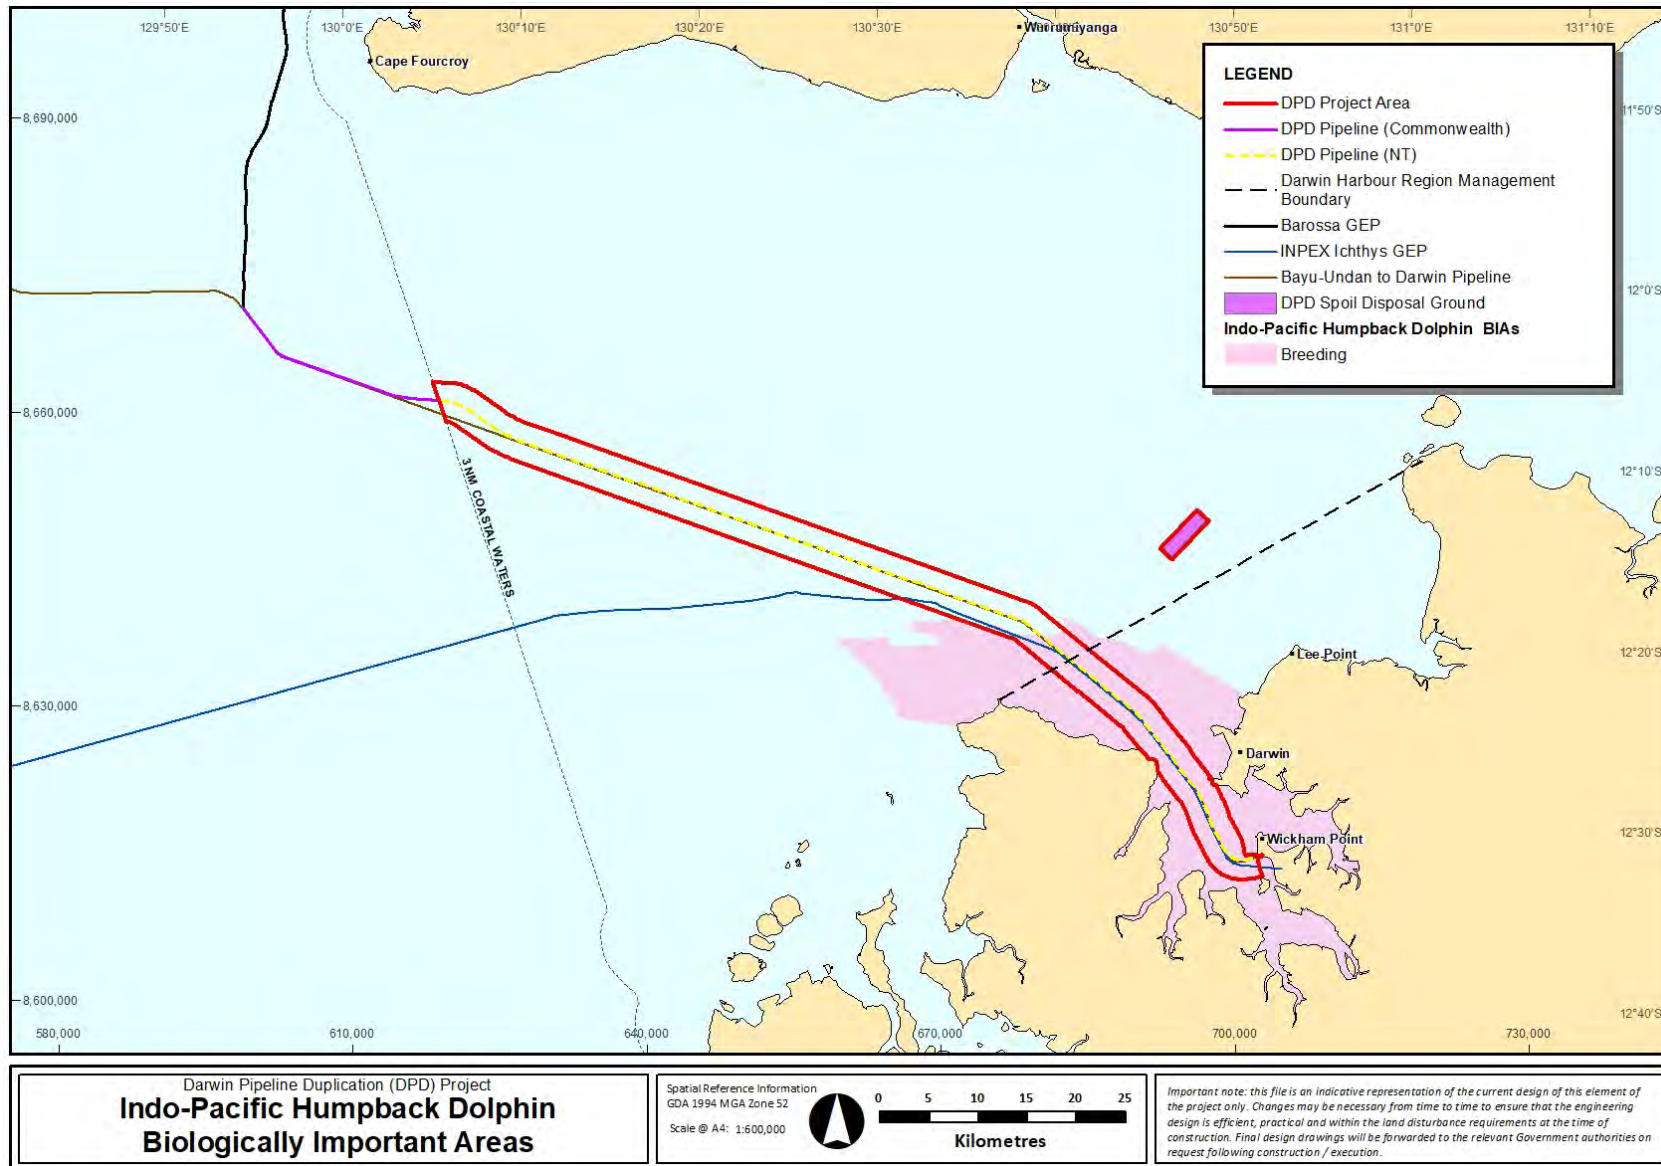 129°50'E 130°0'E 130°10'E 130°20'E 130°30'E 130°50'E 131°0'E 131°10'E
Wurrumiyanga
Cape Fourcroy
LEGEND
DPD Project Area
DPD Pipeline (Commonwealth)
DPD Pipeline (NT)
Darwin Harbour Region Management
Boundary
Barossa GEP
INPEX Ichthys GEP
Bayu-Undan to Darwin Pipeline
DPD Spoil Disposal Ground
Indo-Pacific Humpback Dolphin BIAs
Breeding
8,690,000
11°50'S
12°0'S
8,660,000
12°10'S
3 NM COASTAL WATERS
Lee Point
12°20'S
8,630,000
Darwin
Wickham Point
12°30'S
8,600,000
12°40'S
580,000 610,000 640,000 670,000 700,000 730,000
Darwin Pipeline Duplication (DPD) Project
Indo-Pacific Humpback Dolphin
Biologically Important Areas
Spatial Reference Information
GDA 1994 MGA Zone 52
Scale @ A4: 1:600,000
0 5 10 15 20 25
Kilometres
Important note: this file is an indicative representation of the current design of this element of
the project only. Changes may be necessary from time to time to ensure that the engineering
design is efficient, practical and within the land disturbance requirements at the time of
construction. Final design drawings will be forwarded to the relevant Government authorities on
request following construction / execution.